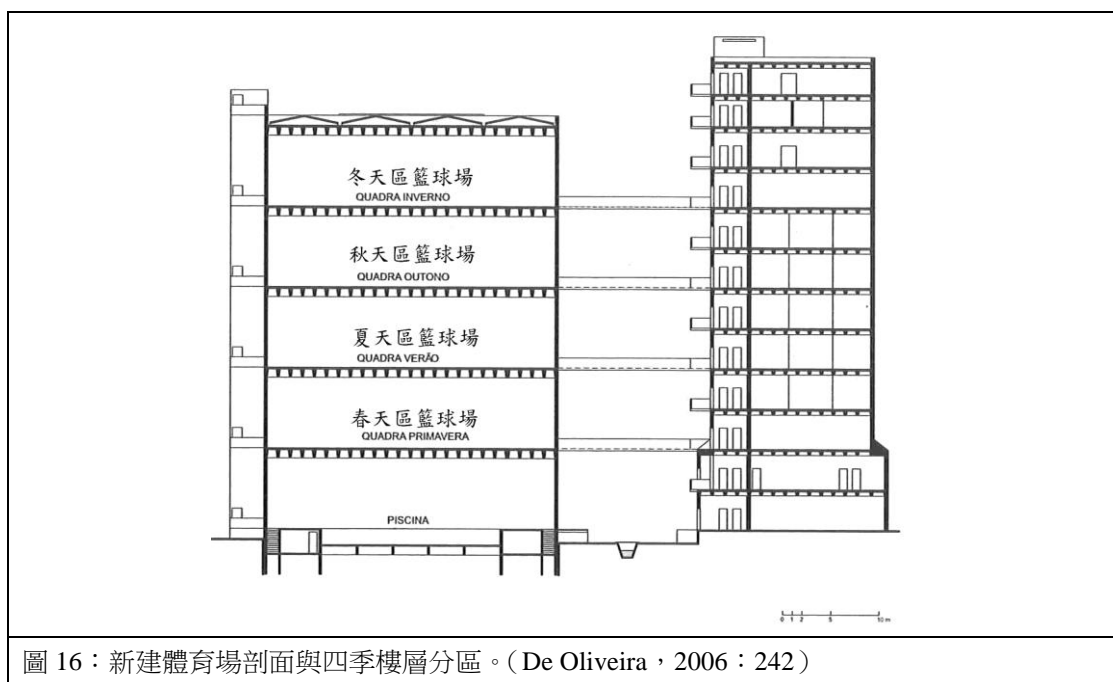 冬天區籃球場
QUADRA INVERNO
秋天區籃球場
QUADRA OUTONO
夏天區籃球場
QUADRA VERÃO
春天區籃球場
QUADRA PRIMAVERA
PISCINA
0 1 2 5 10 m
圖 16：新建體育場剖面與四季樓層分區。（De Oliveira，2006：242）